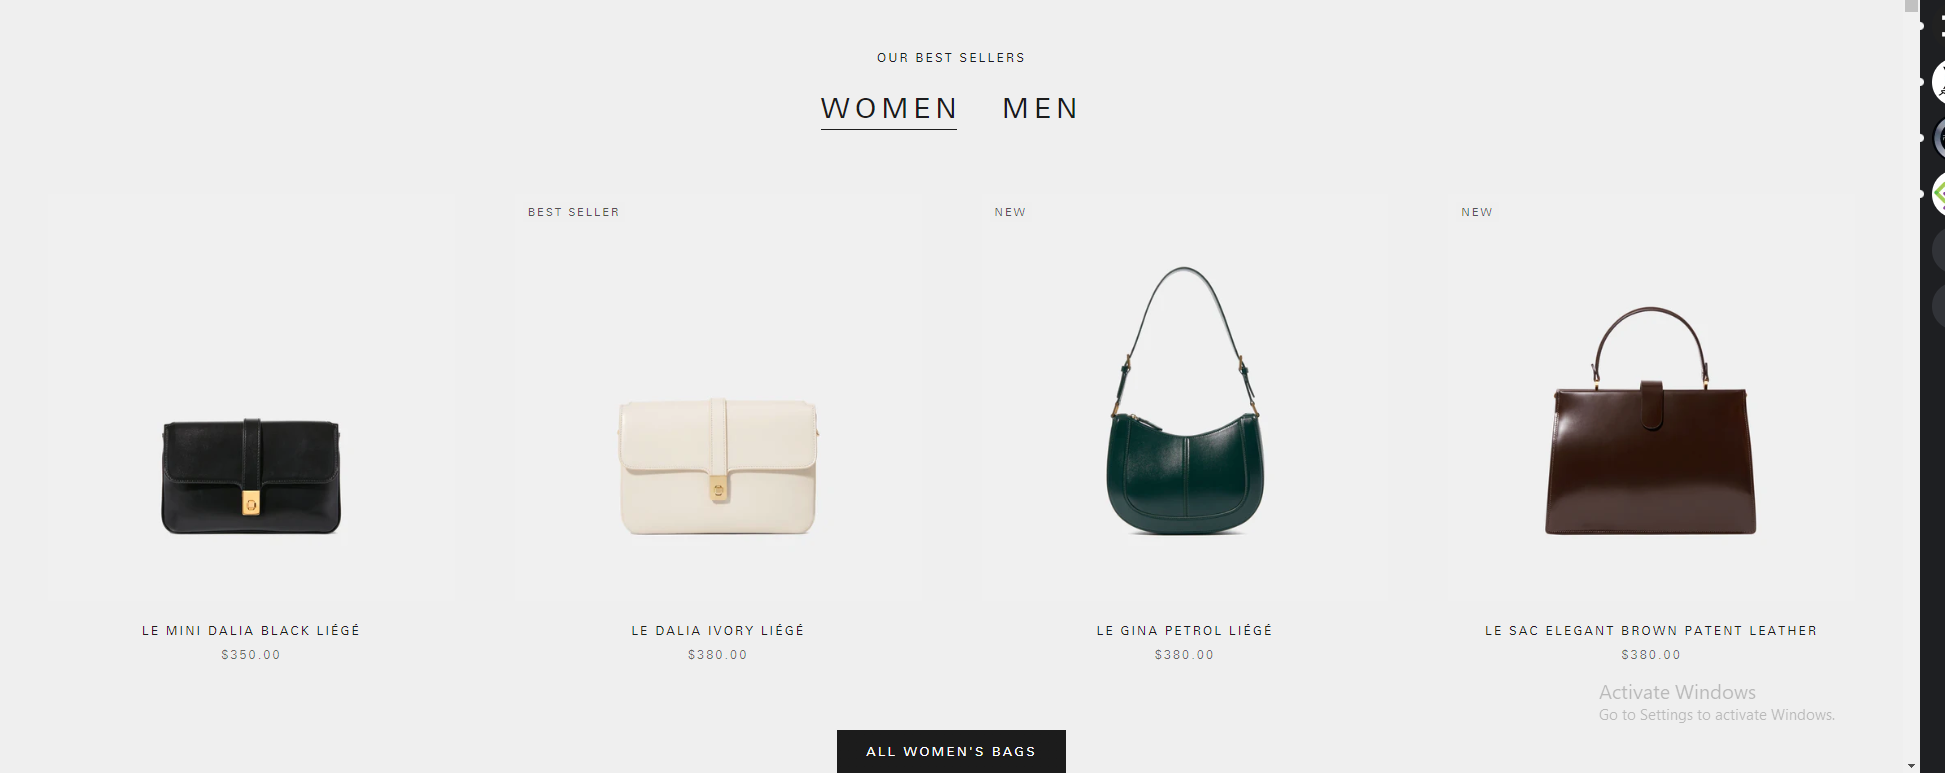 OUR BEST SELLERS
WOMEN MEN
BEST SELLER
NEW
NEW
LE MINI DALIA BLACK LIÉGÉ
$350.00
LE DALIA IVORY LIÉGÉ
$380.00
LE GINA PETROL LIÉGÉ
$380.00
LE SAC ELEGANT BROWN PATENT LEATHER
$380.00
Activate Windows
Go to Settings to activate Windows.
ALL WOMEN'S BAGS